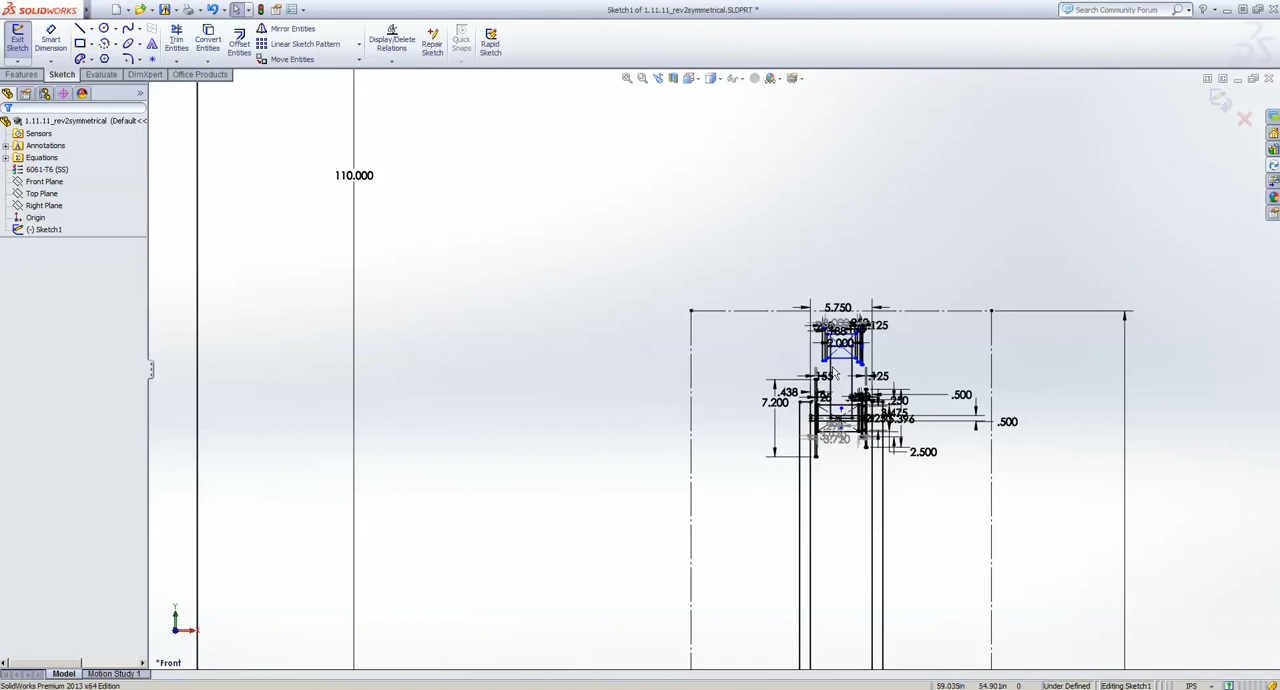 SOLIDWORKS
Sketch1 of 1.11.11_rev2symmetrical.SLDPRT *
Search Community Forum
Exit Sketch
Smart Dimension
Trim Entities
Convert Entities
Offset Entities
Mirror Entities
Linear Sketch Pattern
Move Entities
Display/Delete Relations
Repair Sketch
Quick Snaps
Rapid Sketch
Features
Sketch
Evaluate
DimXpert
Office Products
1.11.11_rev2symmetrical (Default<<
Sensors
Annotations
Equations
6061-T6 (SS)
Front Plane
Top Plane
Right Plane
Origin
(-) Sketch1
110.000
5.750
2.000
.125
.438
7.200
.250
.500
.500
2.500
3.720
Y
X
*Front
Model
Motion Study 1
SolidWorks Premium 2013 x64 Edition
59.035in
54.901in
0
Under Defined
Editing Sketch1
IPS